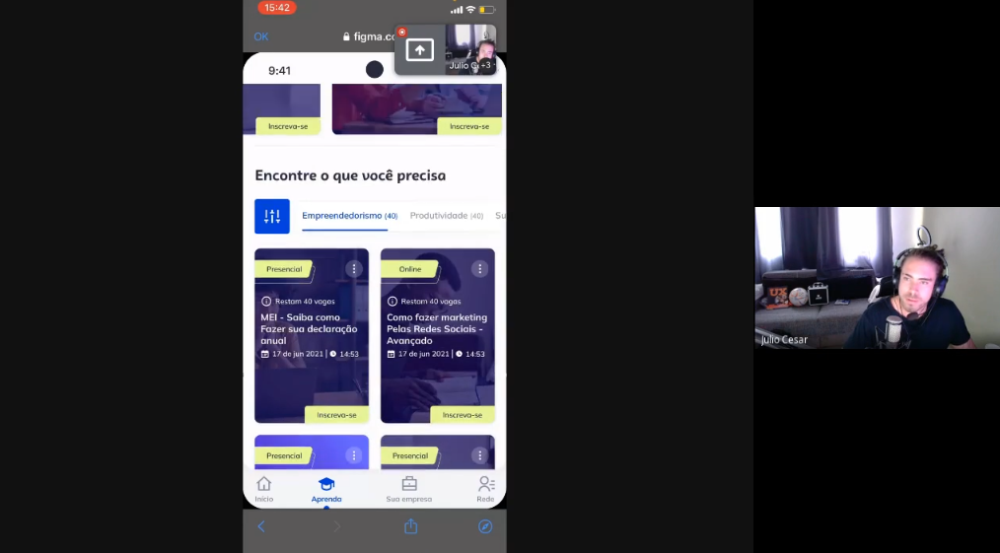 15:42
OK
figma.co
Julio C
+3
9:41
Inscreva-se
Inscreva-se
Encontre o que você precisa
Empreendedorismo (40)
Produtividade (40)
Su
Presencial
Restam 40 vagas
MEI - Saiba como
Fazer sua declaração
anual
17 de jun 2021 | 14:53
Inscreva-se
Online
Restam 40 vagas
Como fazer marketing
Pelas Redes Sociais -
Avançado
17 de jun 2021 | 14:53
Inscreva-se
Presencial
Presencial
Início
Aprenda
Sua empresa
Rede
UX
Julio Cesar